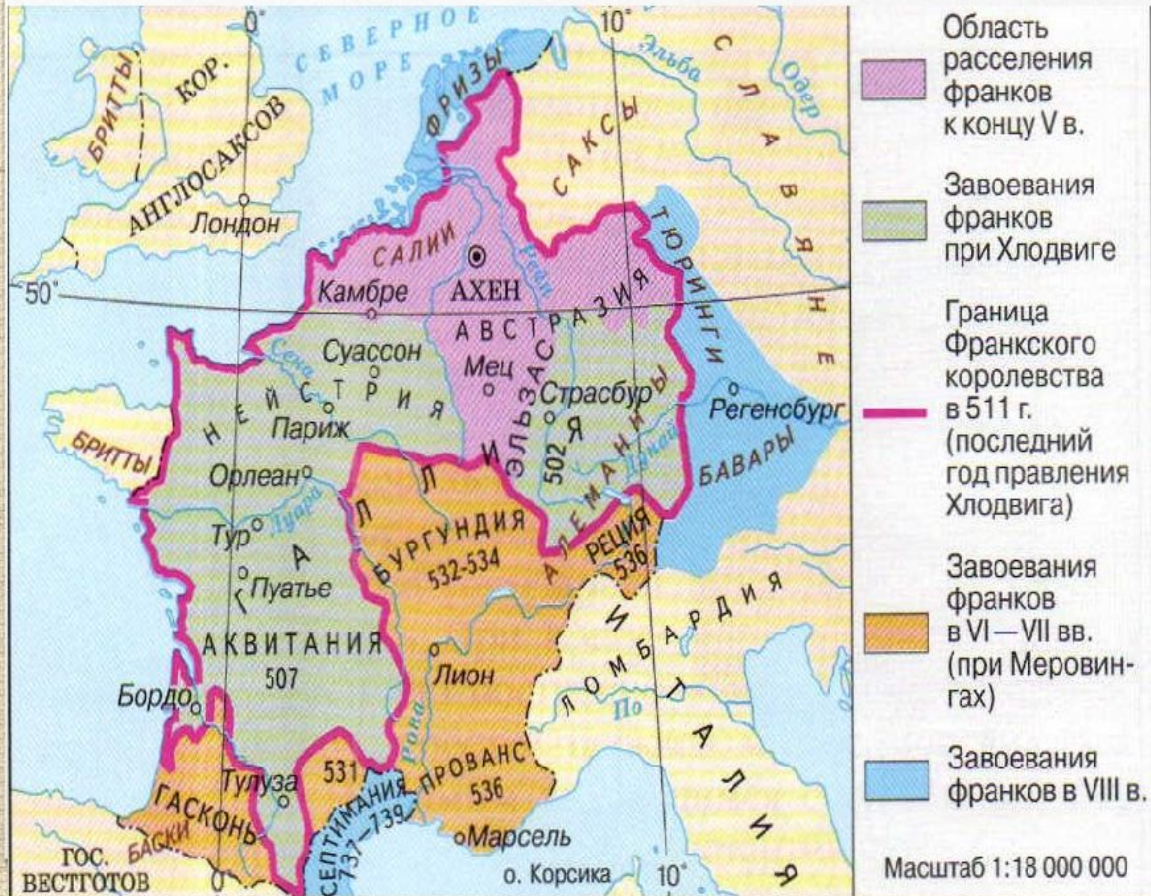 0°
10°
СЕВЕРНОЕ
МОРЕ
ФРИЗЫ
Эльба
Одер
СЛАВЯНЕ
БРИТТЫ
КОР.
АНГЛОСАКСОВ
Лондон
САКСЫ
САЛИИ
Рейн
ТЮРИНГИ
50°
Камбре
АХЕН
АВСТРАЗИЯ
Сена
Суассон
Мец
ЭЛЬЗАС
Страсбур
Регенсбург
НЕЙСТРИЯ
Париж
502
АЛЕМАННЫ
Дунай
БАВАРЫ
БРИТТЫ
Орлеан
Луара
Тур
ГАЛЛИЯ
БУРГУНДИЯ
532-534
РЕЦИЯ
536
Пуатье
АКВИТАНИЯ
507
Лион
ЛОМБАРДИЯ
По
ИТАЛИЯ
Бордо
Рона
Тулуза
531
ПРОВАНС
536
ГАСКОНЬ
СЕПТИМАНИЯ
737-739
БАСКИ
Марсель
ГОС.
ВЕСТГОТОВ
0°
о. Корсика
10°
Область
расселения
франков
к концу V в.
Завоевания
франков
при Хлодвиге
Граница
Франкского
королевства
в 511 г.
(последний
год правления
Хлодвига)
Завоевания
франков
в VI — VII вв.
(при Меровин-
гах)
Завоевания
франков в VIII в.
Масштаб 1:18 000 000